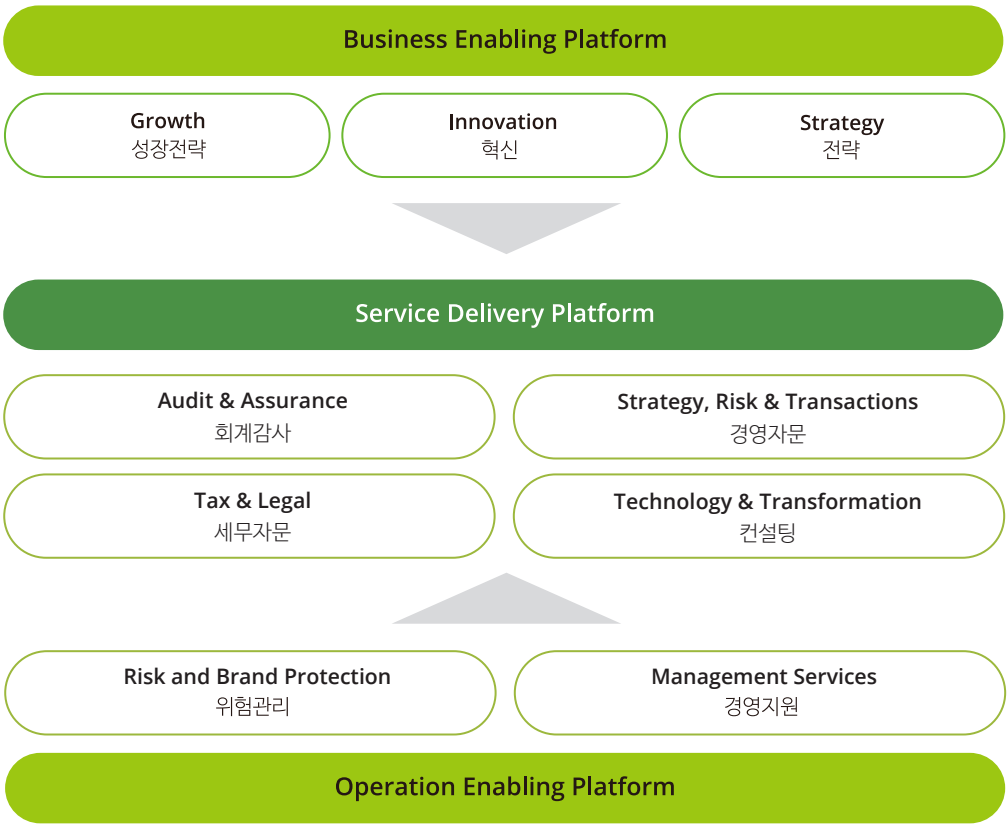 Business Enabling Platform
Growth
성장전략
Innovation
혁신
Strategy
전략
Service Delivery Platform
Audit & Assurance
회계감사
Strategy, Risk & Transactions
경영자문
Tax & Legal
세무자문
Technology & Transformation
컨설팅
Risk and Brand Protection
위험관리
Management Services
경영지원
Operation Enabling Platform